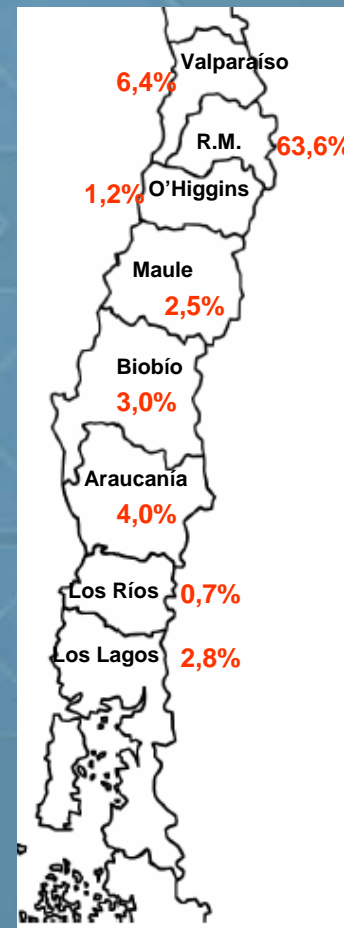 Valparaíso
6,4%
R.M.
63,6%
1,2%
O'Higgins
Maule
2,5%
Biobío
3,0%
Araucanía
4,0%
Los Ríos 0,7%
Los Lagos 2,8%